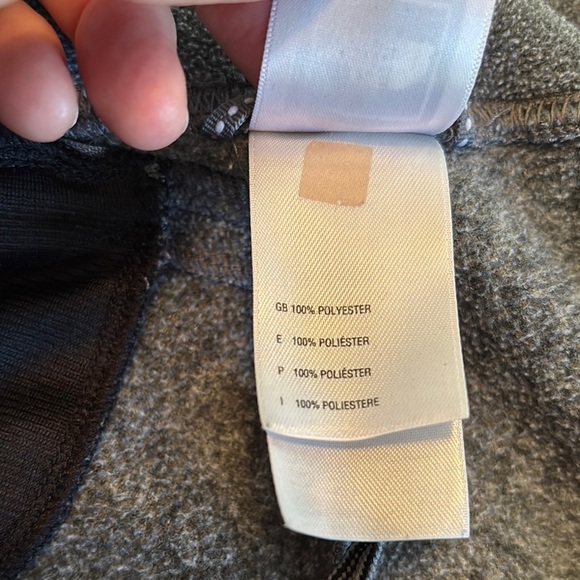 GB 100% POLYESTER
E 100% POLIÉSTER
P 100% POLIÉSTER
I 100% POLIESTERE